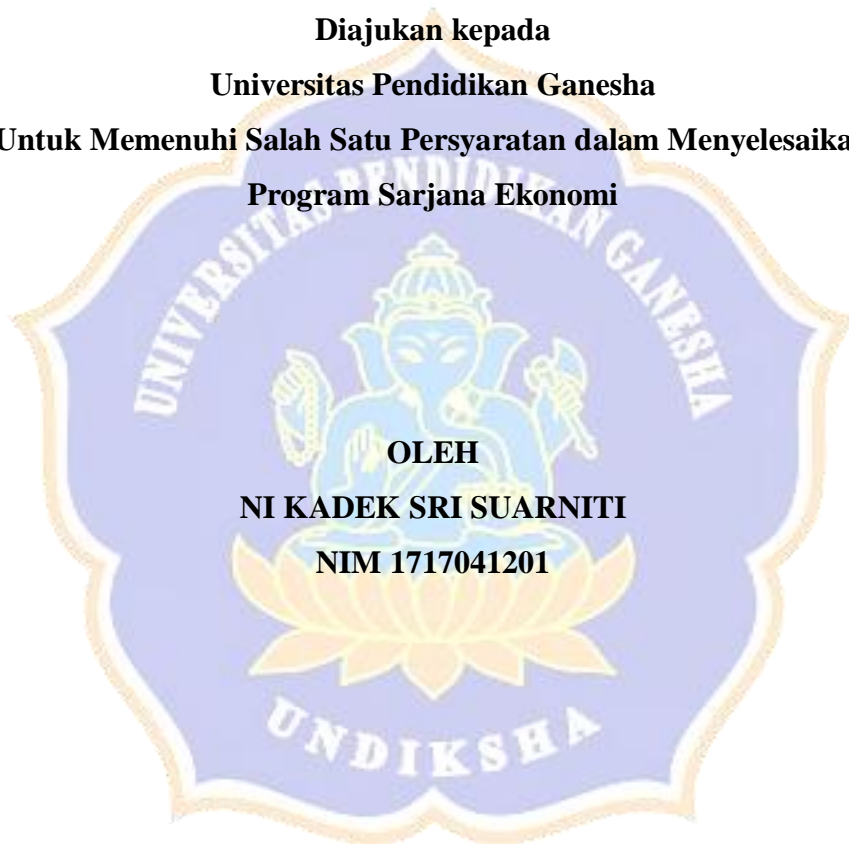 Diajukan kepada
Universitas Pendidikan Ganesha
Untuk Memenuhi Salah Satu Persyaratan dalam Menyelesaika
Program Sarjana Ekonomi
UNIVERSITAS PENDIDIKAN GANESHA
OLEH
NI KADEK SRI SUARNITI
NIM 1717041201
UNDIKSHA